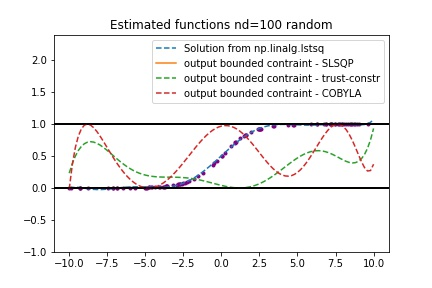 Estimated functions nd=100 random
Solution from np.linalg.lstsq
output bounded contraint - SLSQP
output bounded contraint - trust-constr
output bounded contraint - COBYLA
2.0
1.5
1.0
0.5
0.0
−0.5
−1.0
−10.0 −7.5 −5.0 −2.5 0.0 2.5 5.0 7.5 10.0